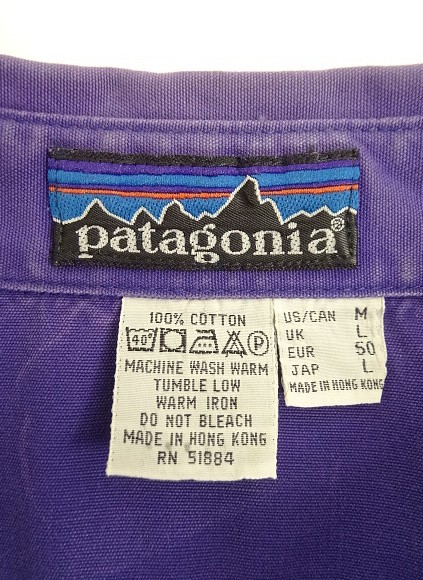 patagonia®
100% COTTON
40° P
MACHINE WASH WARM
TUMBLE LOW
WARM IRON
DO NOT BLEACH
MADE IN HONG KONG
RN 51884
US/CAN M
UK L
EUR 50
JAP L
MADE IN HONG KONG